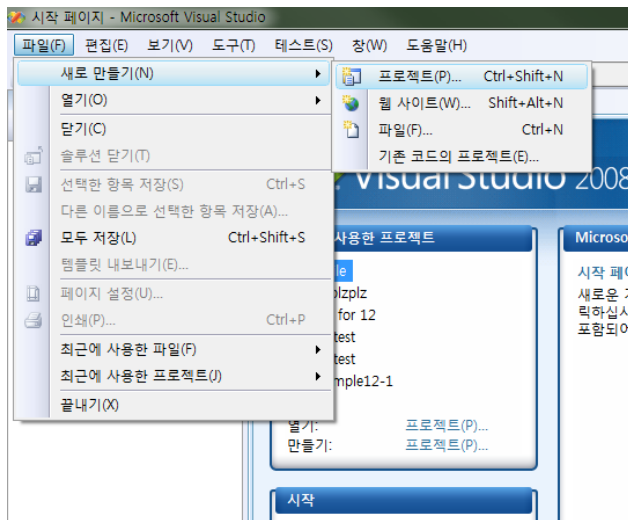 시작 페이지 - Microsoft Visual Studio
파일(F) 편집(E) 보기(V) 도구(T) 테스트(S) 창(W) 도움말(H)
새로 만들기(N)
열기(O)
닫기(C)
솔루션 닫기(T)
선택한 항목 저장(S) Ctrl+S
다른 이름으로 선택한 항목 저장(A)...
모두 저장(L) Ctrl+Shift+S
템플릿 내보내기(E)...
페이지 설정(U)...
인쇄(P)... Ctrl+P
최근에 사용한 파일(F)
최근에 사용한 프로젝트(J)
끝내기(X)
프로젝트(P)... Ctrl+Shift+N
웹 사이트(W)... Shift+Alt+N
파일(F)... Ctrl+N
기존 코드의 프로젝트(E)...
Visual Studio 2008
사용한 프로젝트
le
plzplz
for 12
test
test
mple12-1
열기: 프로젝트(P)...
만들기: 프로젝트(P)...
시작
Microso
시작 페이
새로운
릭하십시
포함되어